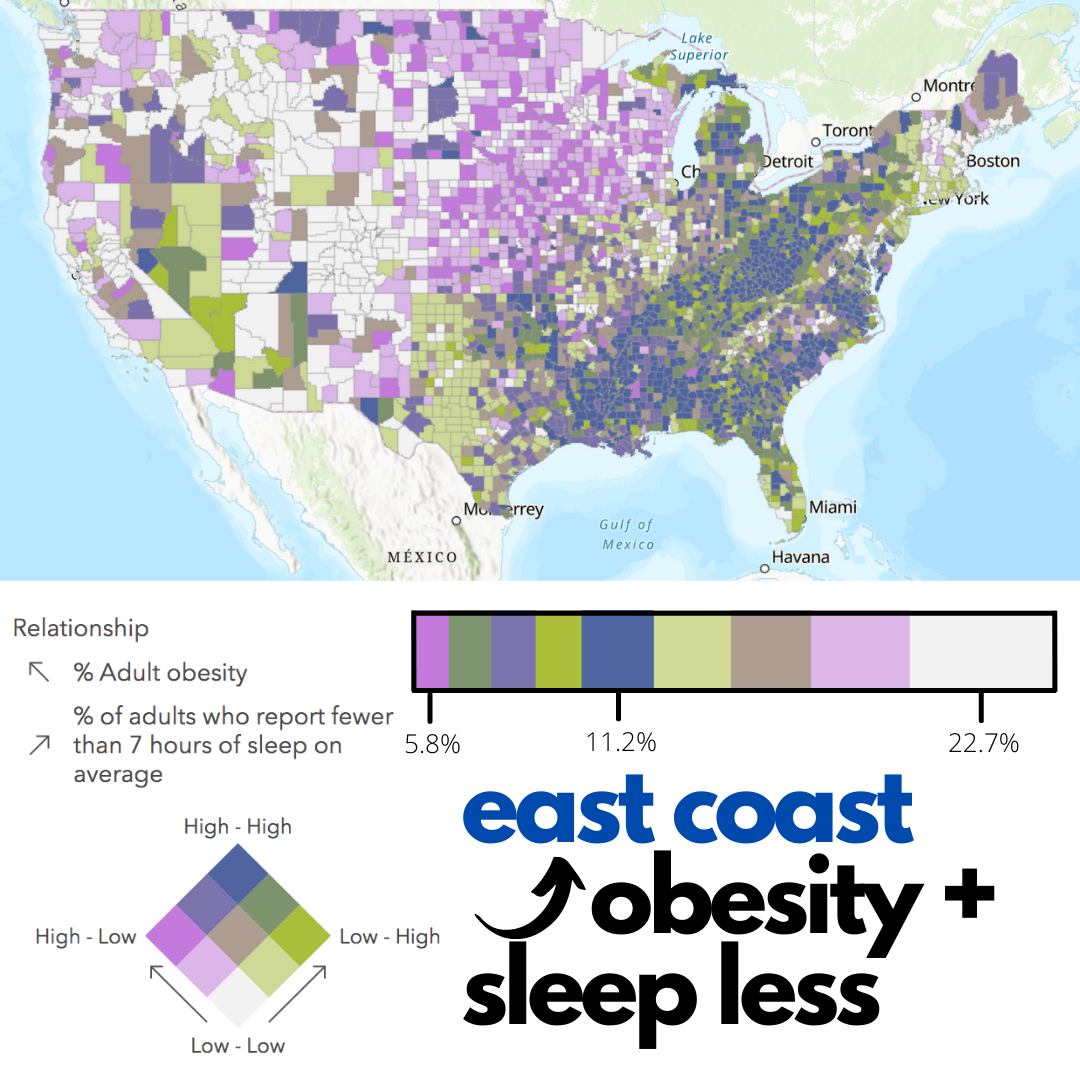 Lake
Superior
Montre
Toront
Detroit
Ch
Boston
New York
Monterrey
Miami
Gulf of
Mexico
MÉXICO
Havana
Relationship
% Adult obesity
% of adults who report fewer
than 7 hours of sleep on
average
5.8%
11.2%
22.7%
east coast
obesity +
sleep less
High - High
High - Low
Low - High
Low - Low